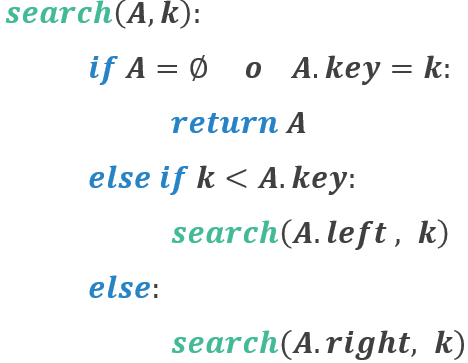 search(A,k):
if A = ∅ o A.key = k:
return A
else if k < A.key:
search(A.left , k)
else:
search(A.right, k)